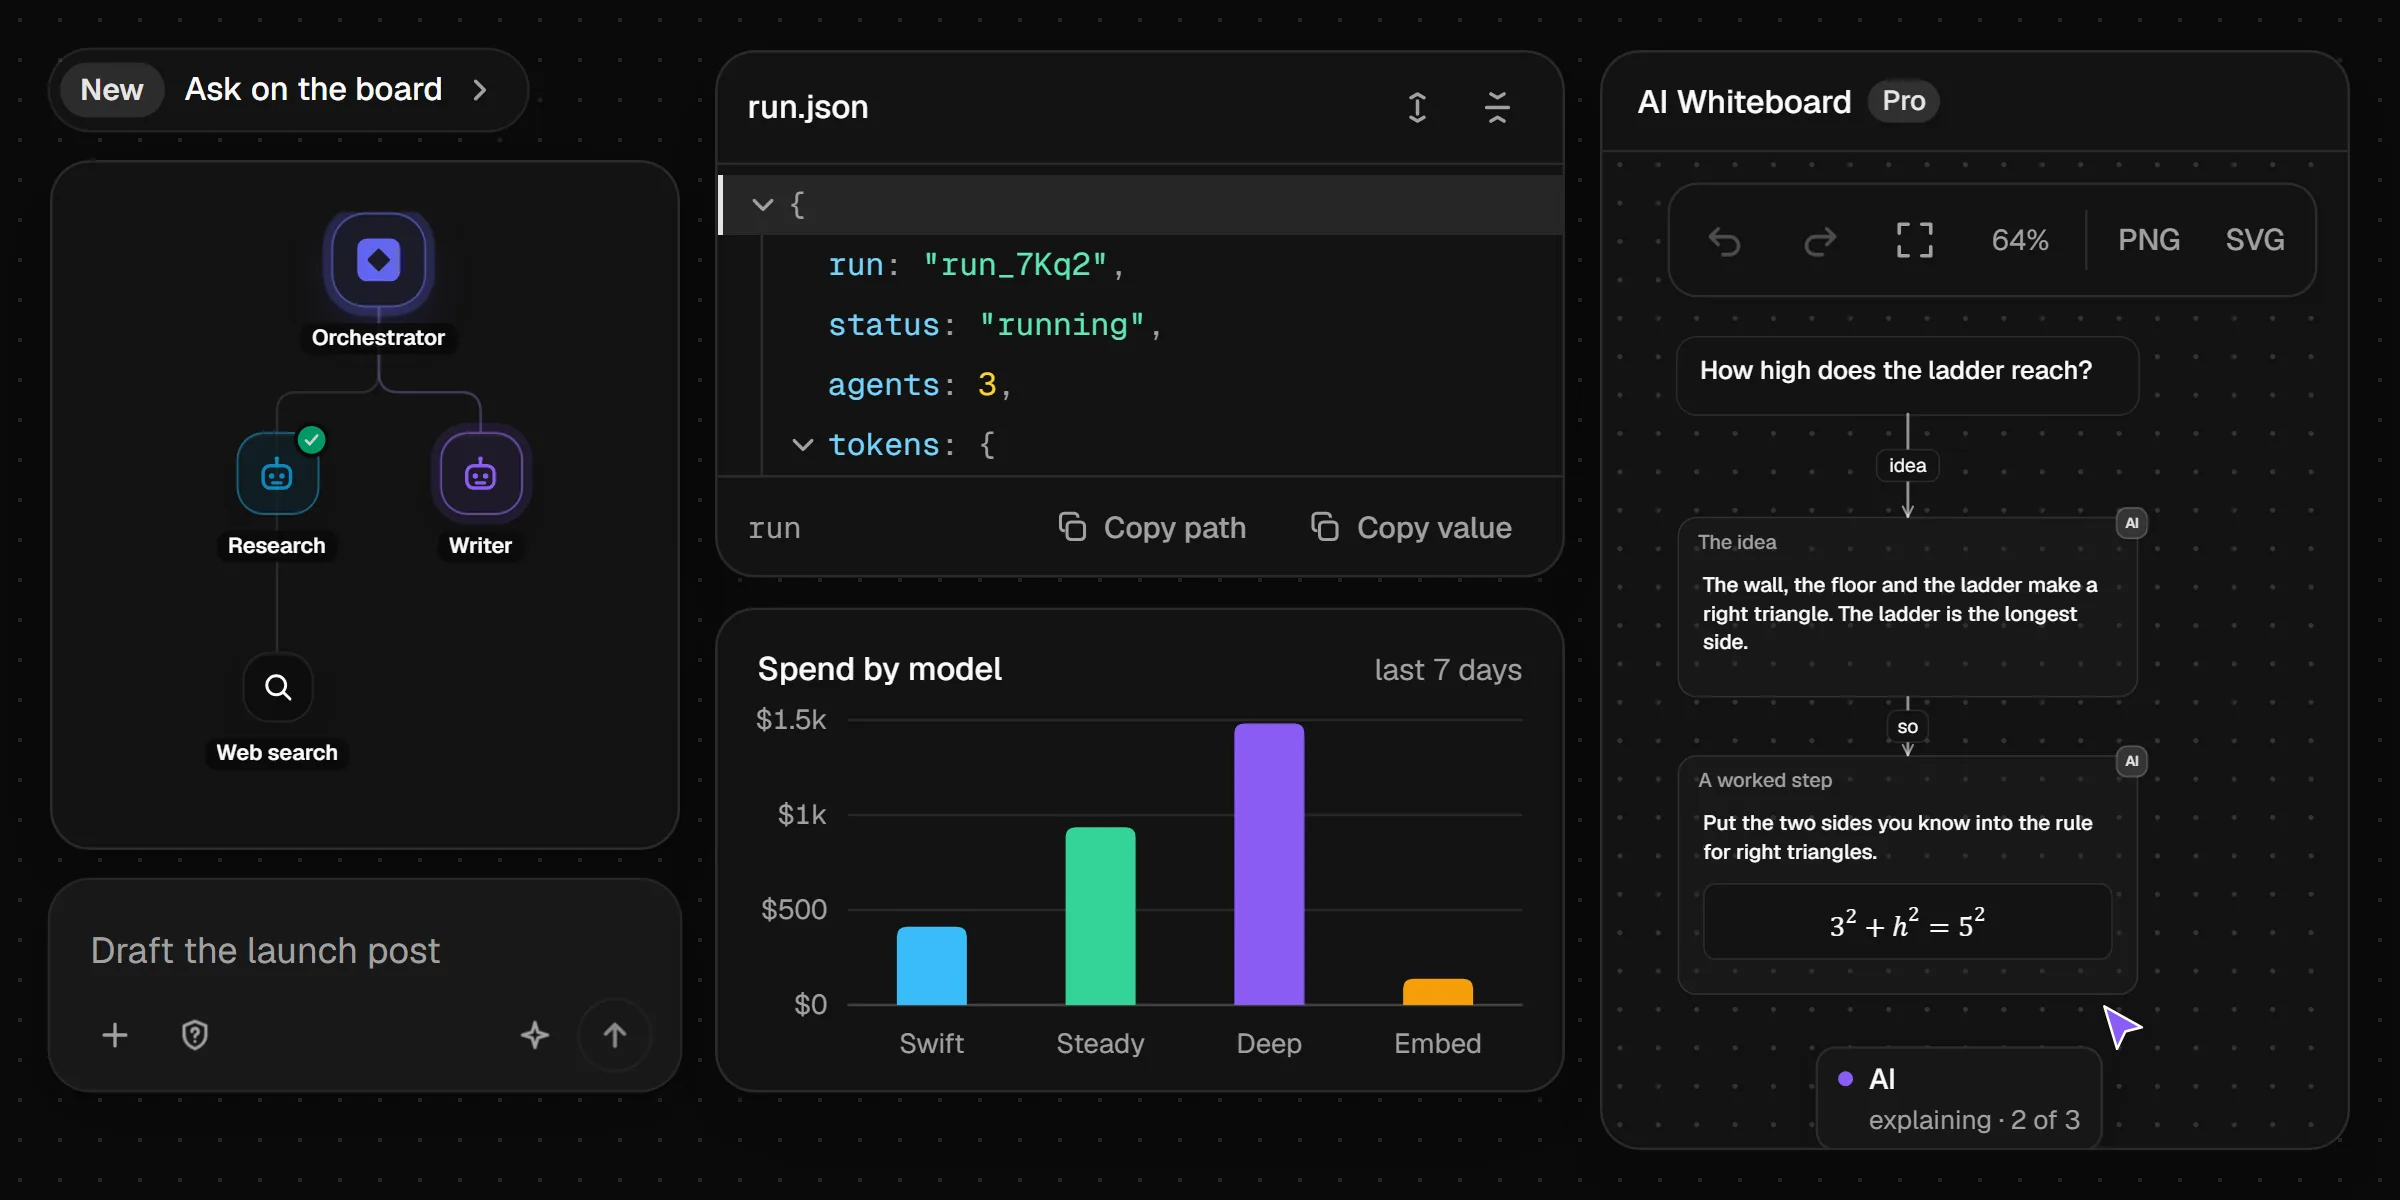 New Ask on the board
Orchestrator
Research
Writer
Web search
Draft the launch post
run.json
{
run: "run_7Kq2",
status: "running",
agents: 3,
tokens: {
run
Copy path
Copy value
Spend by model
last 7 days
$1.5k
$1k
$500
$0
Swift
Steady
Deep
Embed
AI Whiteboard Pro
64%
PNG
SVG
How high does the ladder reach?
idea
AI
The idea
The wall, the floor and the ladder make a
right triangle. The ladder is the longest
side.
so
AI
A worked step
Put the two sides you know into the rule
for right triangles.
3² + h² = 5²
AI
explaining · 2 of 3